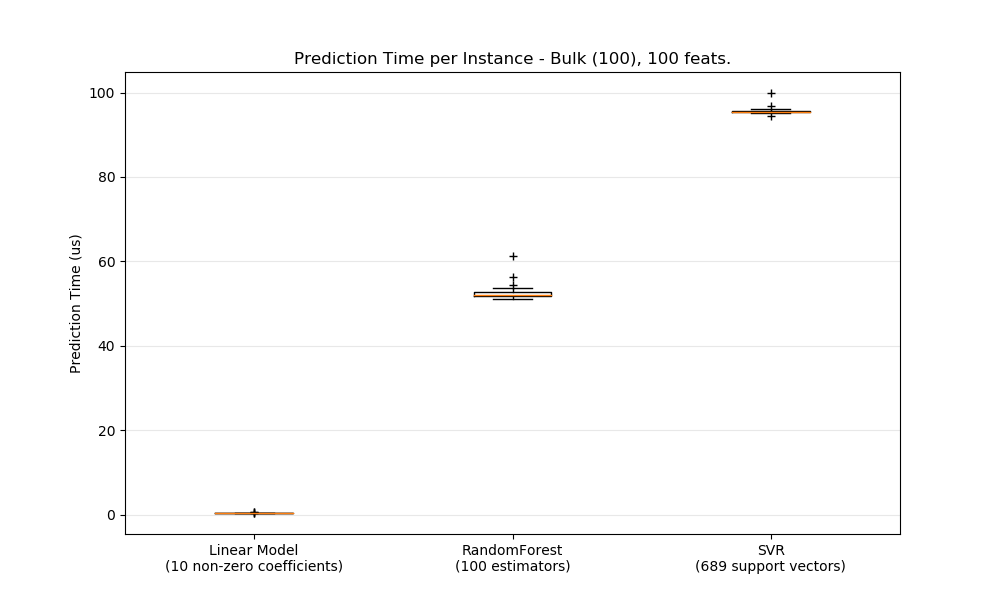 Prediction Time per Instance - Bulk (100), 100 feats.
Prediction Time (us)
100
80
60
40
20
0
Linear Model
(10 non-zero coefficients)
RandomForest
(100 estimators)
SVR
(689 support vectors)